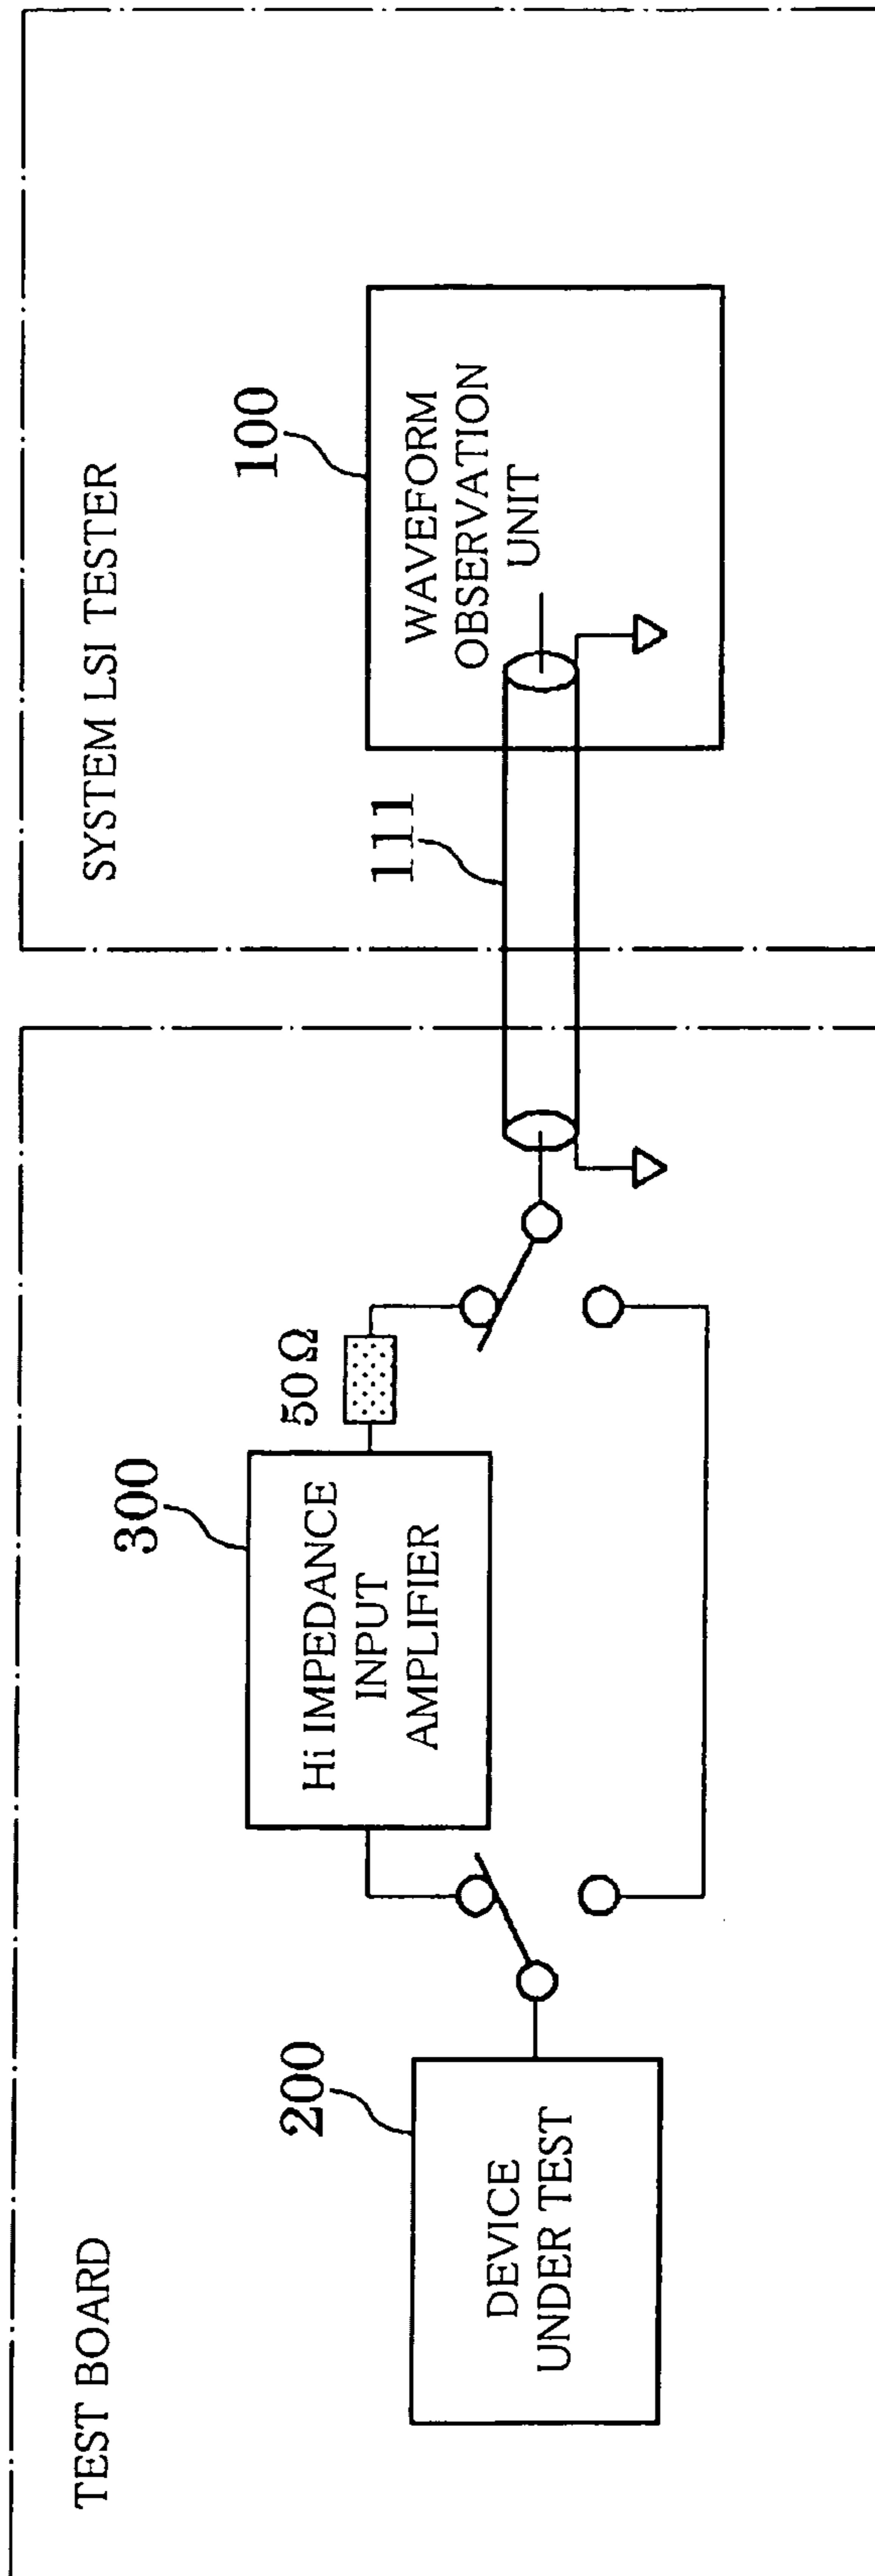 TEST BOARD
200
DEVICE
UNDER TEST
300
Hi IMPEDANCE
INPUT
AMPLIFIER
50Ω
SYSTEM LSI TESTER
111
100
WAVEFORM
OBSERVATION
UNIT